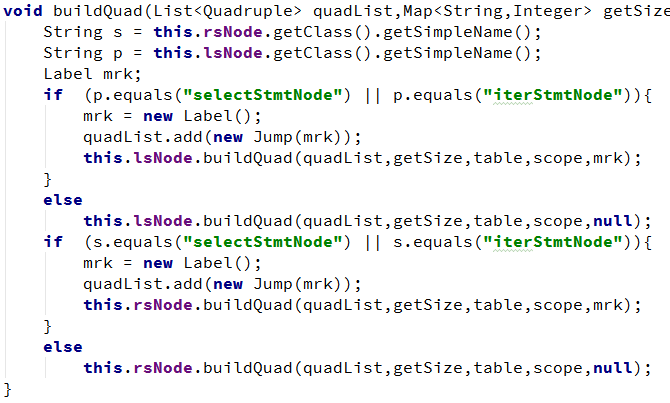 void buildQuad(List<Quadruple> quadList,Map<String,Integer> getSize
String s = this.rsNode.getClass().getSimpleName();
String p = this.lsNode.getClass().getSimpleName();
Label mrk;
if  (p.equals("selectStmtNode") || p.equals("iterStmtNode")){
mrk = new Label();
quadList.add(new Jump(mrk));
this.lsNode.buildQuad(quadList,getSize,table,scope,mrk);
}
else
this.lsNode.buildQuad(quadList,getSize,table,scope,null);
if  (s.equals("selectStmtNode") || s.equals("iterStmtNode")){
mrk = new Label();
quadList.add(new Jump(mrk));
this.rsNode.buildQuad(quadList,getSize,table,scope,mrk);
}
else
this.rsNode.buildQuad(quadList,getSize,table,scope,null);
}